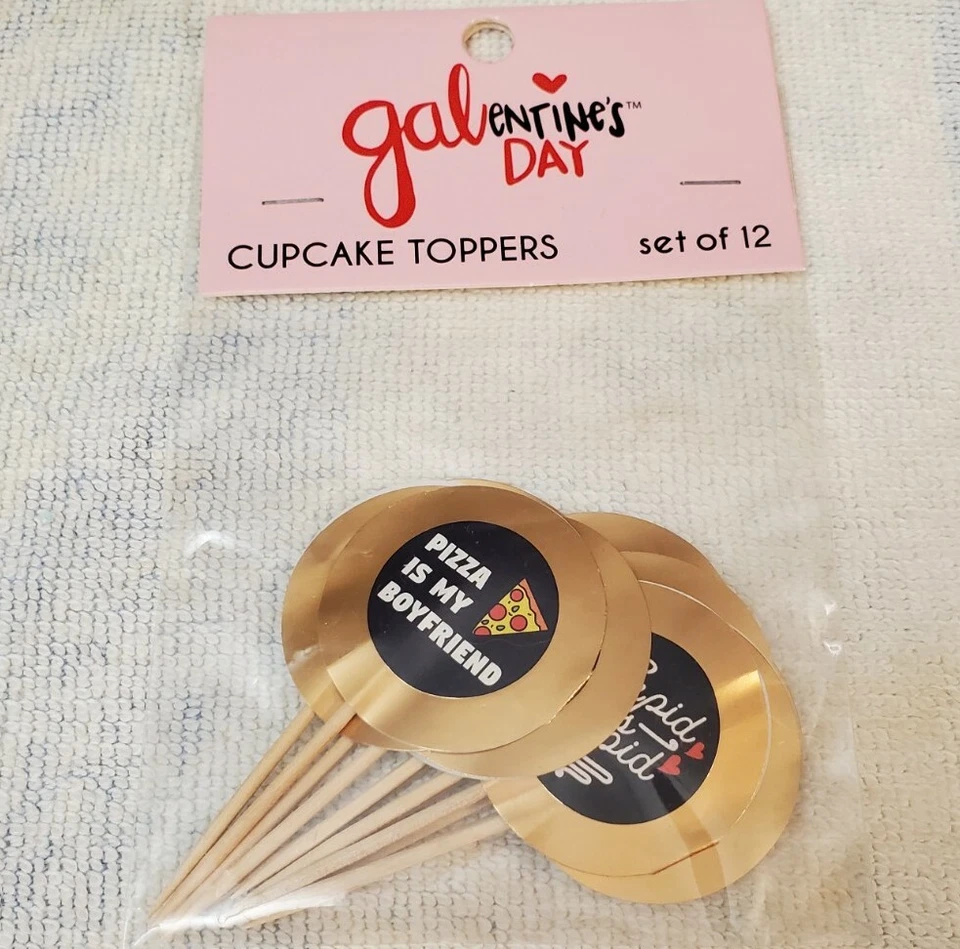 galentine's™
DAY
CUPCAKE TOPPERS
set of 12
PIZZA
IS MY
BOYFRIEND